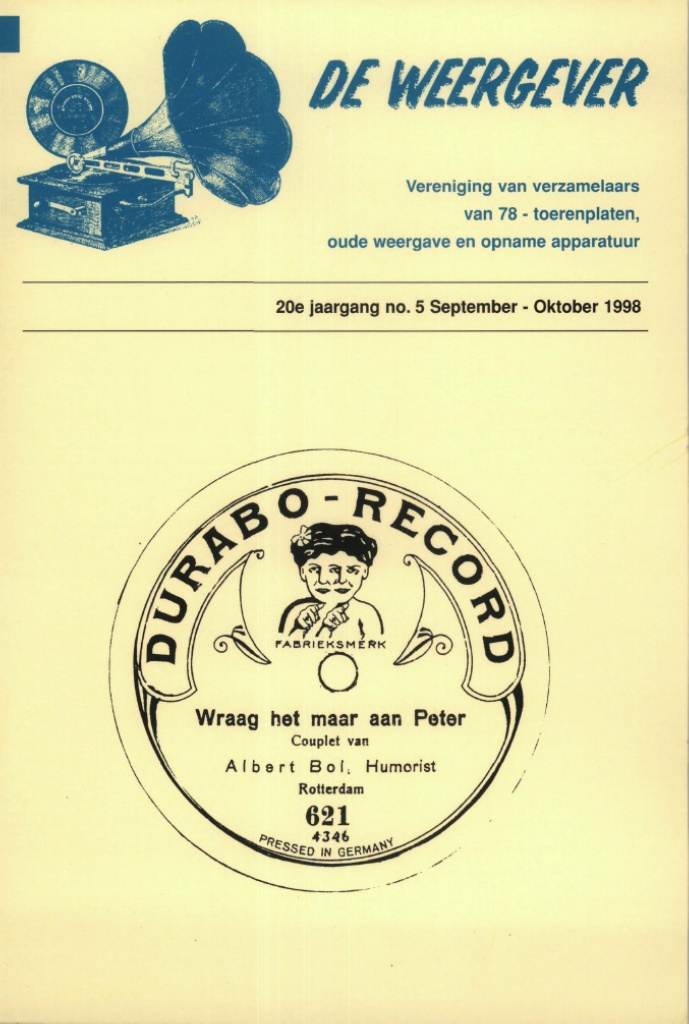 DE WEERGEVER
Vereniging van verzamelaars
van 78 - toerenplaten,
oude weergave en opname apparatuur
20e jaargang no. 5 September - Oktober 1998
DURABO-RECORD
FABRIEKSMERK
Wraag het maar aan Peter
Couplet van
Albert Bol, Humorist
Rotterdam
621
4346
PRESSED IN GERMANY